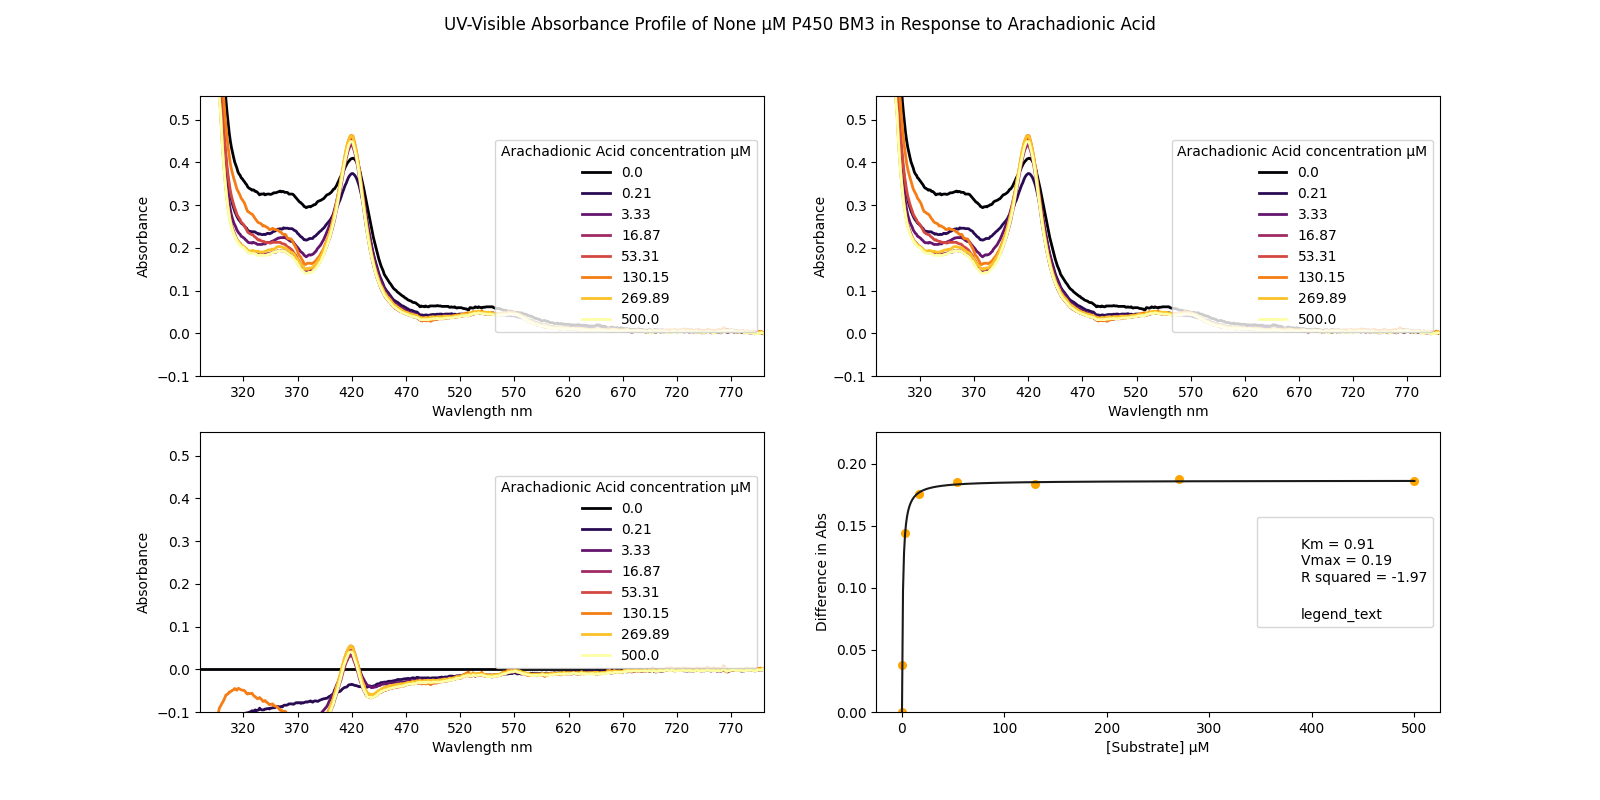 UV-Visible Absorbance Profile of None μM P450 BM3 in Response to Arachadionic Acid
Absorbance
0.5
0.4
0.3
0.2
0.1
0.0
−0.1
320 370 420 470 520 570 620 670 720 770
Wavlength nm
Arachadionic Acid concentration μM
0.0
0.21
3.33
16.87
53.31
130.15
269.89
500.0
Absorbance
0.5
0.4
0.3
0.2
0.1
0.0
−0.1
320 370 420 470 520 570 620 670 720 770
Wavlength nm
Arachadionic Acid concentration μM
0.0
0.21
3.33
16.87
53.31
130.15
269.89
500.0
Absorbance
0.5
0.4
0.3
0.2
0.1
0.0
−0.1
320 370 420 470 520 570 620 670 720 770
Wavlength nm
Arachadionic Acid concentration μM
0.0
0.21
3.33
16.87
53.31
130.15
269.89
500.0
Difference in Abs
0.20
0.15
0.10
0.05
0.00
0 100 200 300 400 500
[Substrate] μM
Km = 0.91
Vmax = 0.19
R squared = -1.97
legend_text